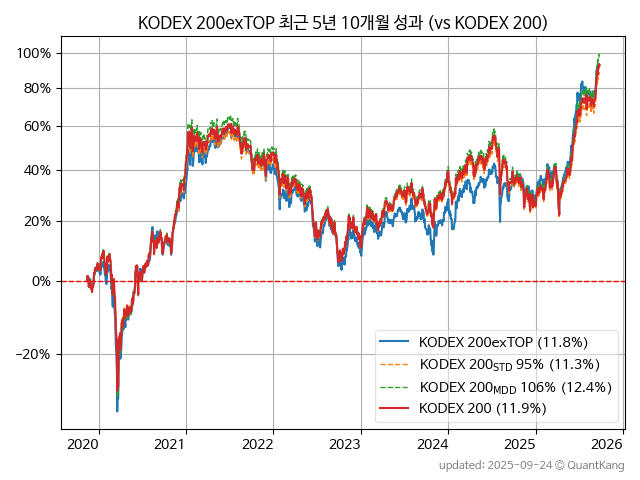 KODEX 200exTOP 최근 5년 10개월 성과 (vs KODEX 200)
100%
80%
60%
40%
20%
0%
−20%
KODEX 200exTOP (11.8%)
KODEX 200STD 95% (11.3%)
KODEX 200MDD 106% (12.4%)
KODEX 200 (11.9%)
2020 2021 2022 2023 2024 2025 2026
updated: 2025-09-24 © QuantKang